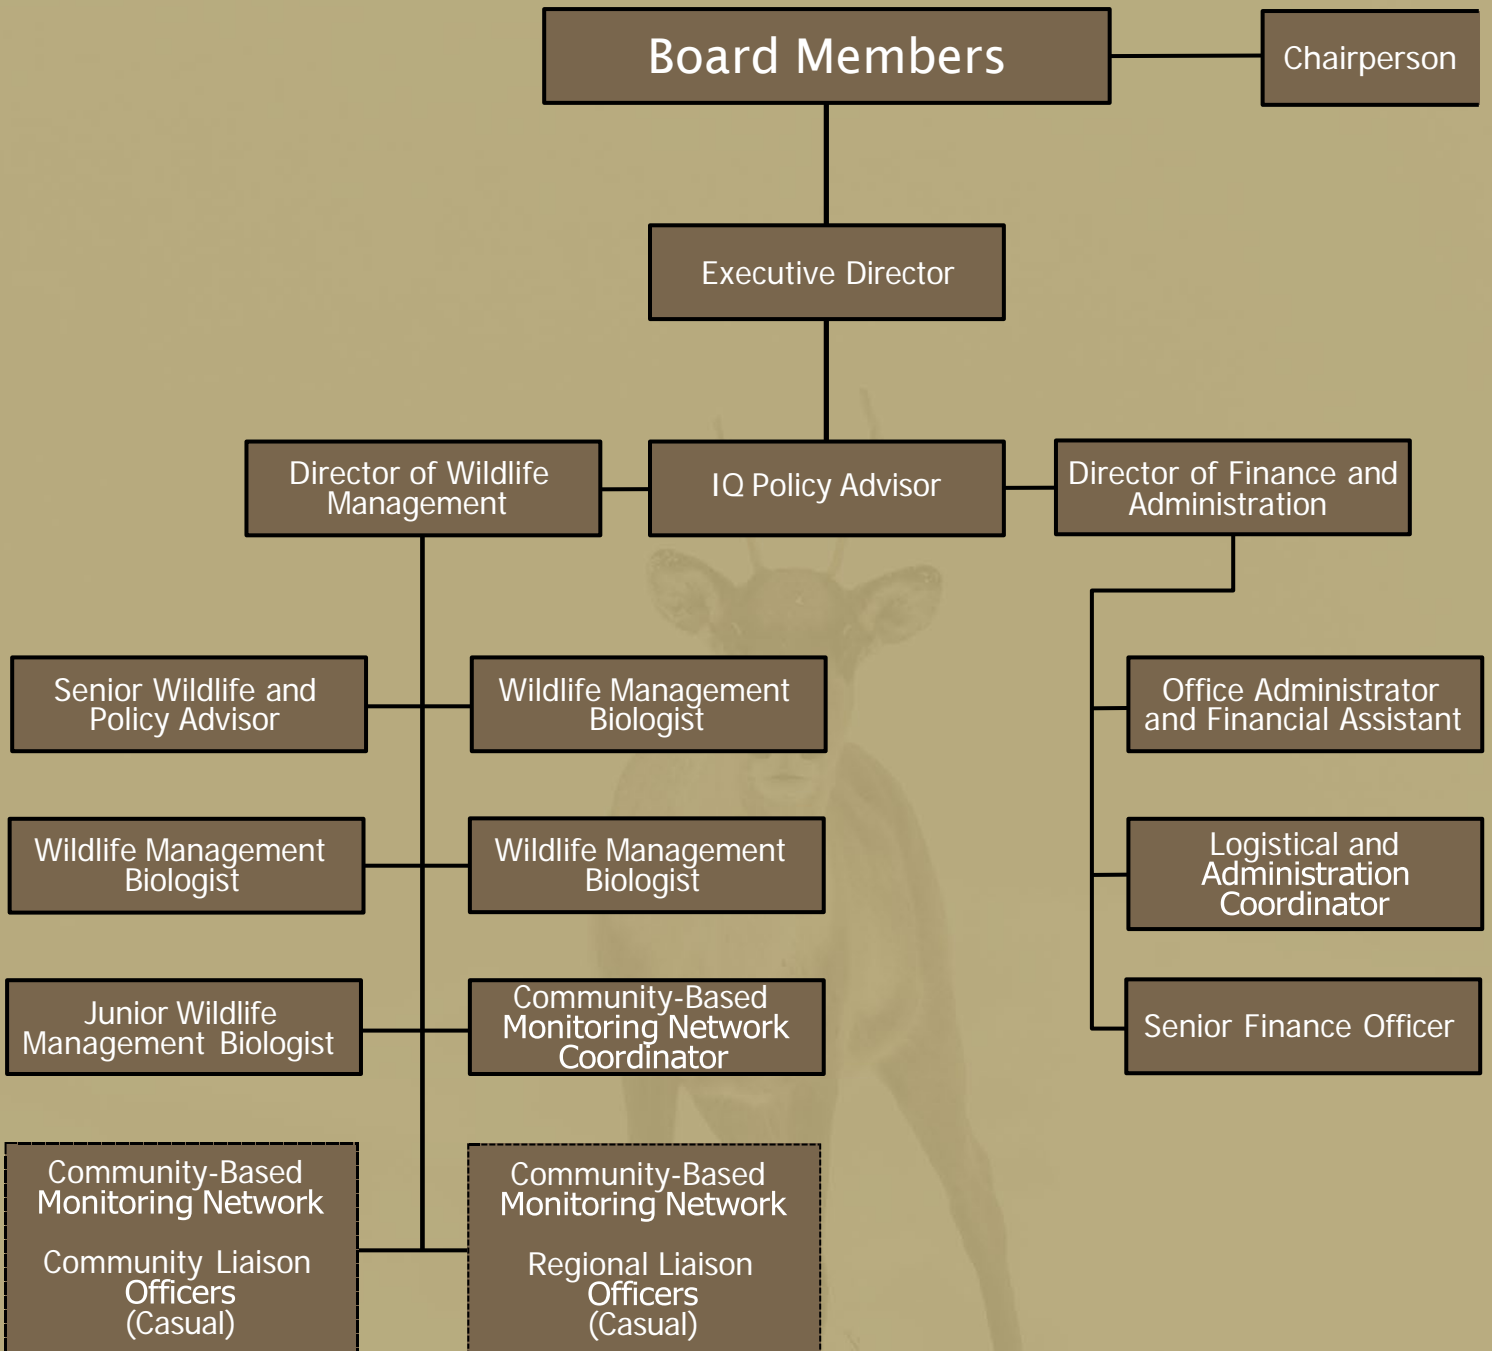 Board Members
Chairperson
Executive Director
Director of Wildlife
Management
IQ Policy Advisor
Director of Finance and
Administration
Senior Wildlife and
Policy Advisor
Wildlife Management
Biologist
Office Administrator
and Financial Assistant
Wildlife Management
Biologist
Wildlife Management
Biologist
Logistical and
Administration
Coordinator
Junior Wildlife
Management Biologist
Community-Based
Monitoring Network
Coordinator
Senior Finance Officer
Community-Based
Monitoring Network
Community Liaison
Officers
(Casual)
Community-Based
Monitoring Network
Regional Liaison
Officers
(Casual)